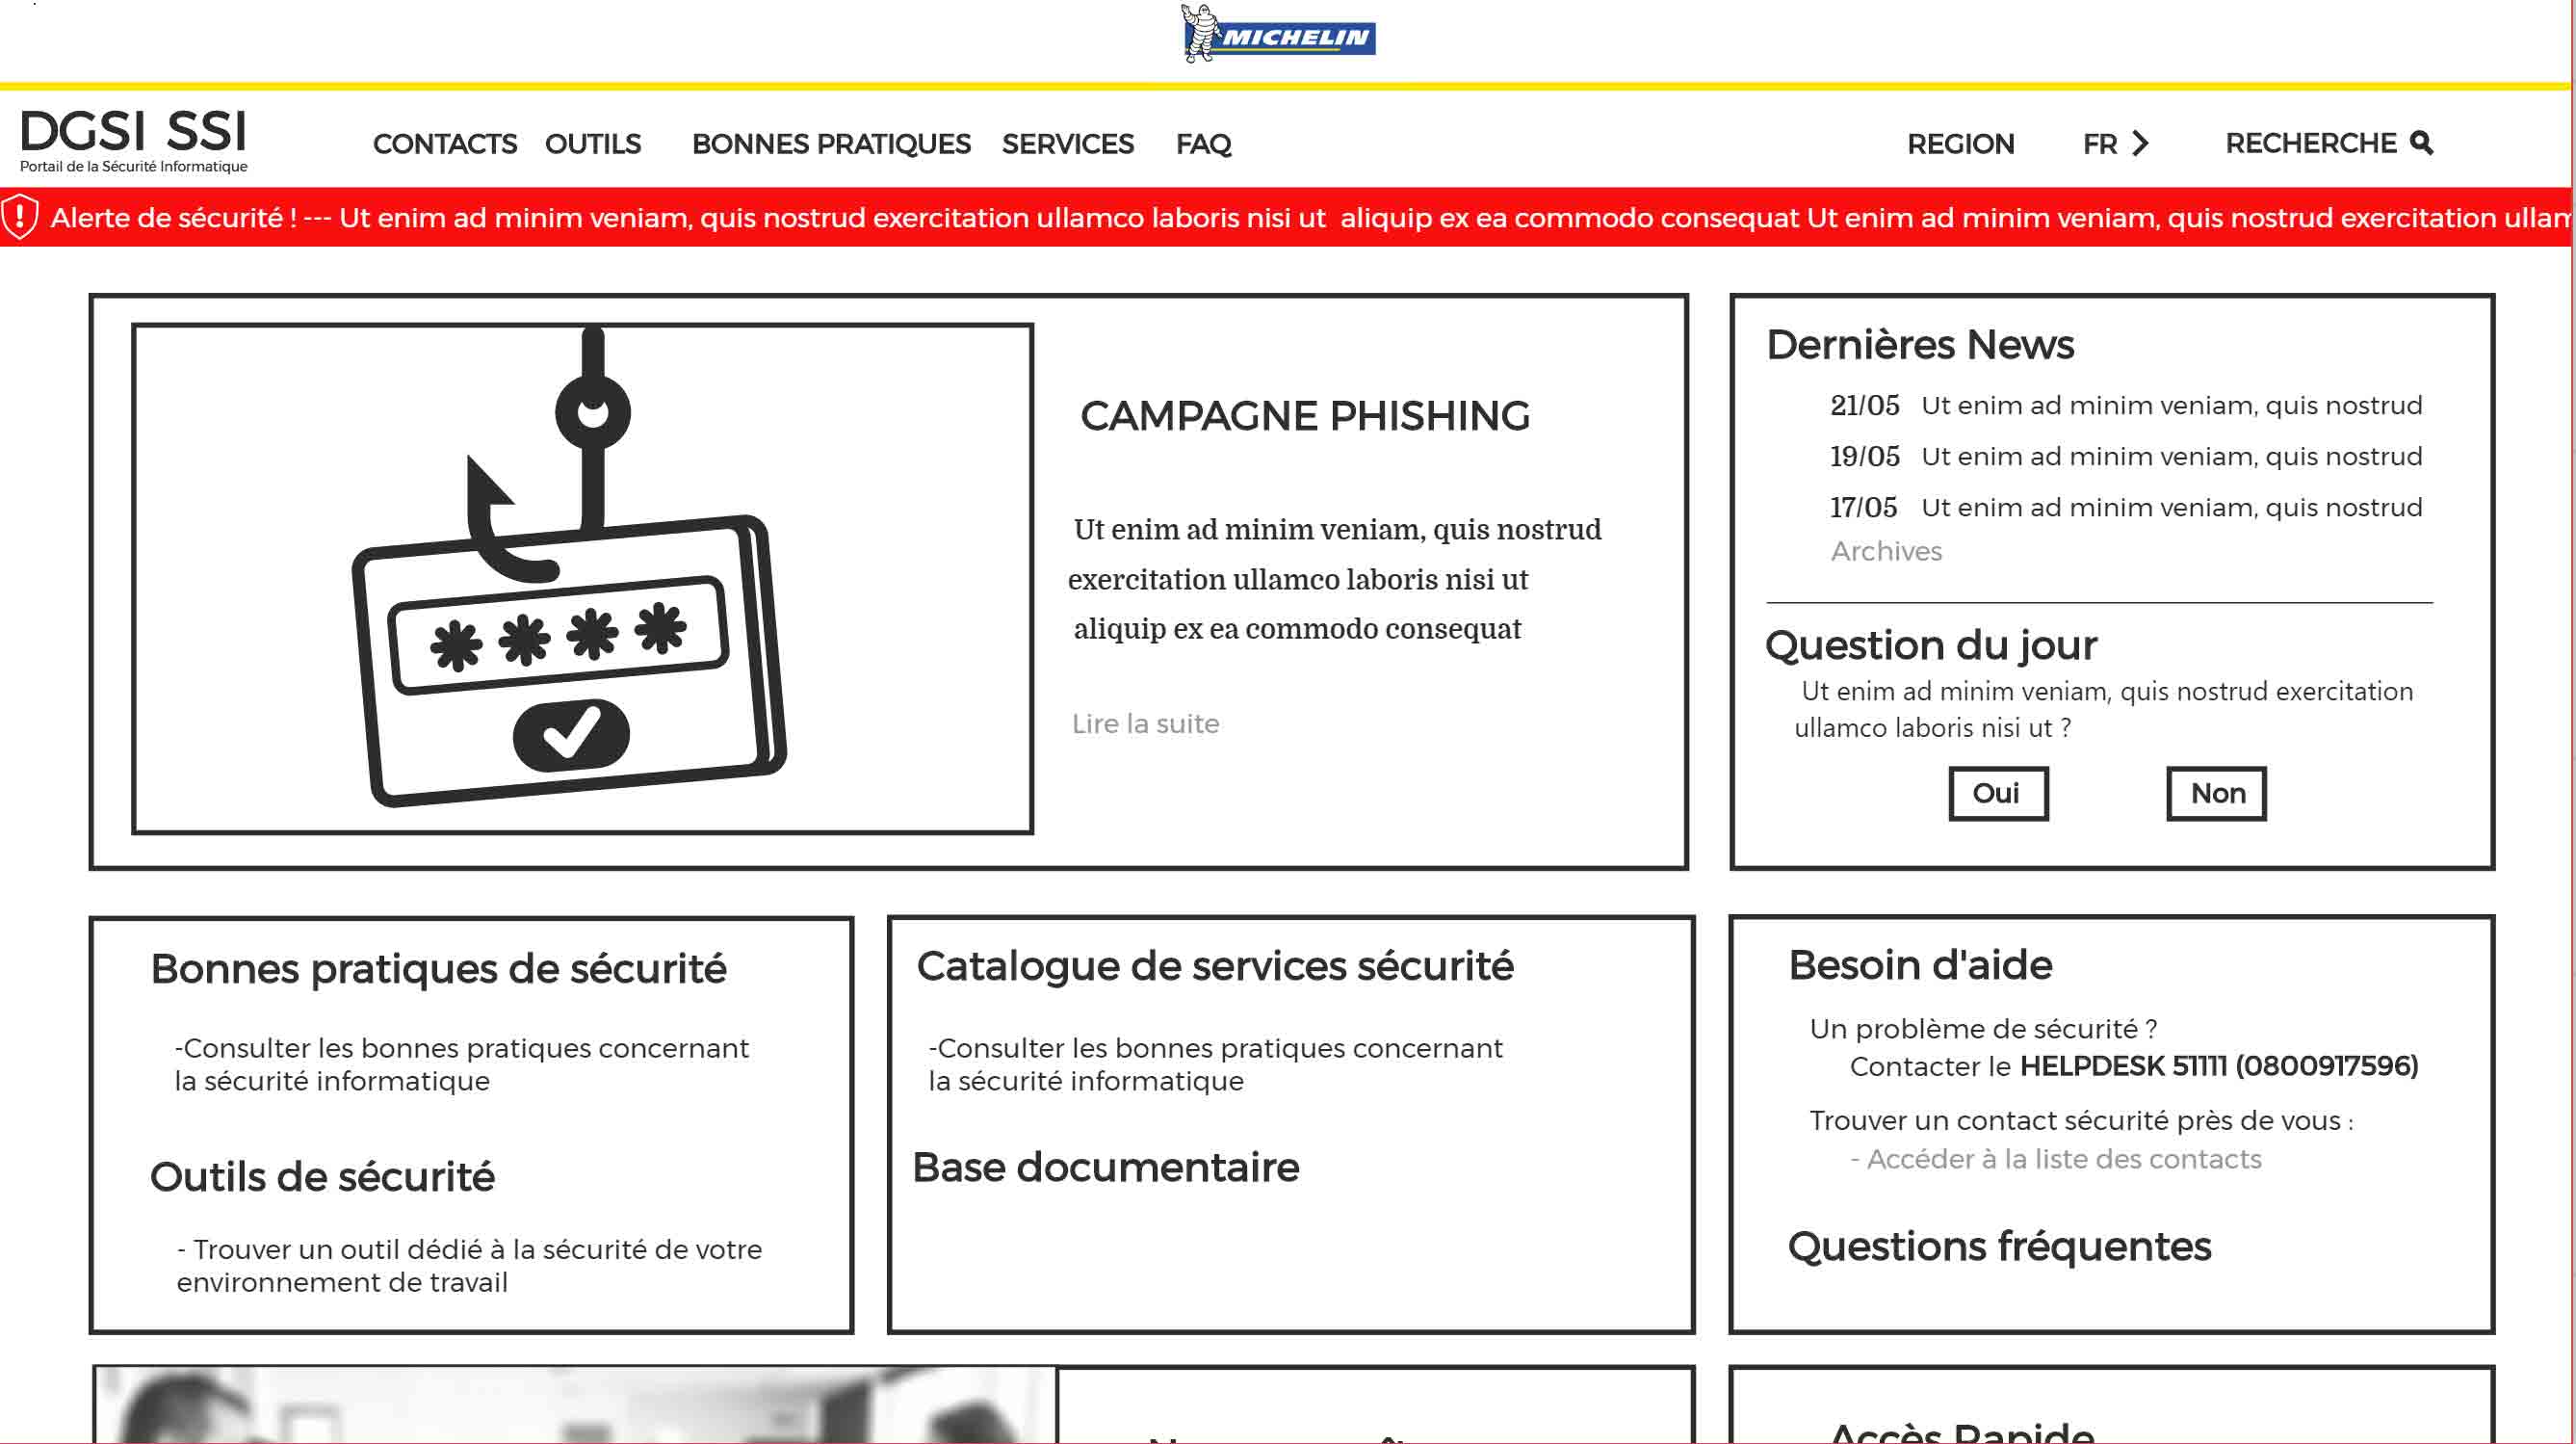 MICHELIN
DGSI SSI
Portail de la Sécurité Informatique
CONTACTS OUTILS BONNES PRATIQUES SERVICES FAQ
REGION FR RECHERCHE
Alerte de sécurité ! --- Ut enim ad minim veniam, quis nostrud exercitation ullamco laboris nisi ut aliquip ex ea commodo consequat Ut enim ad minim veniam, quis nostrud exercitation
CAMPAGNE PHISHING
Ut enim ad minim veniam, quis nostrud
exercitation ullamco laboris nisi ut
aliquip ex ea commodo consequat
Lire la suite
Dernières News
21/05 Ut enim ad minim veniam, quis nostrud
19/05 Ut enim ad minim veniam, quis nostrud
17/05 Ut enim ad minim veniam, quis nostrud
Archives
Question du jour
Ut enim ad minim veniam, quis nostrud exercitation
ullamco laboris nisi ut ?
Oui Non
Bonnes pratiques de sécurité
-Consulter les bonnes pratiques concernant
la sécurité informatique
Outils de sécurité
- Trouver un outil dédié à la sécurité de votre
environnement de travail
Catalogue de services sécurité
-Consulter les bonnes pratiques concernant
la sécurité informatique
Base documentaire
Besoin d'aide
Un problème de sécurité ?
Contacter le HELPDESK 51111 (0800917596)
Trouver un contact sécurité près de vous :
- Accéder à la liste des contacts
Questions fréquentes
Accès Rapide